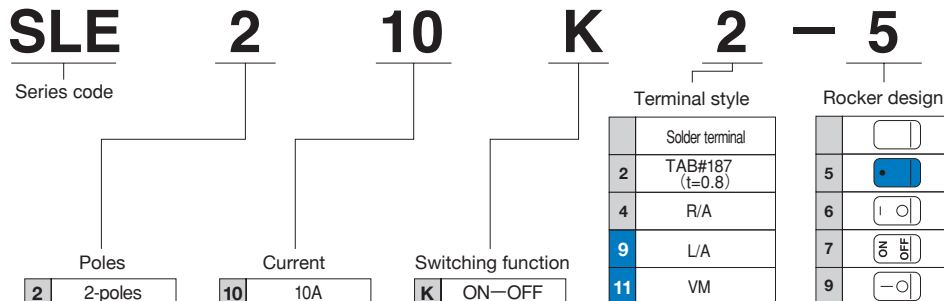 SLE 2 10 K 2 - 5
Series code
Terminal style
Rocker design
Solder terminal
2 TAB#187
(t=0.8)
4 R/A
9 L/A
11 VM
5
6 - O
7 ON OFF
9 -O
Poles
2 2-poles
Current
10 10A
Switching function
K ON-OFF